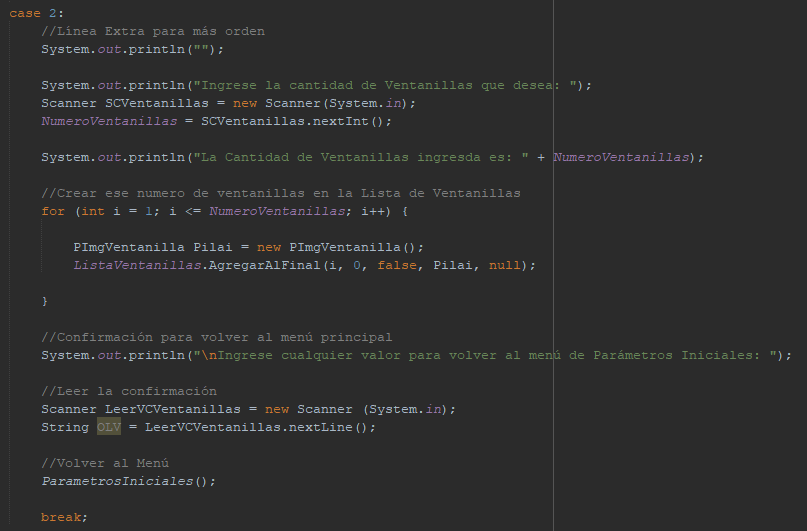 case 2:
//Línea Extra para más orden
System.out.println("");
System.out.println("Ingrese la cantidad de Ventanillas que desea: ");
Scanner SCVentanillas = new Scanner(System.in);
NumeroVentanillas = SCVentanillas.nextInt();
System.out.println("La Cantidad de Ventanillas ingresda es: " + NumeroVentanillas);
//Crear ese numero de ventanillas en la Lista de Ventanillas
for (int i = 1; i <= NumeroVentanillas; i++) {
PImgVentanilla Pilai = new PImgVentanilla();
ListaVentanillas.AgregarAlFinal(i, 0, false, Pilai, null);
}
//Confirmación para volver al menú principal
System.out.println("\nIngrese cualquier valor para volver al menú de Parámetros Iniciales: ");
//Leer la confirmación
Scanner LeerVCVentanillas = new Scanner (System.in);
String OLV = LeerVCVentanillas.nextLine();
//Volver al Menú
ParametrosIniciales();
break;